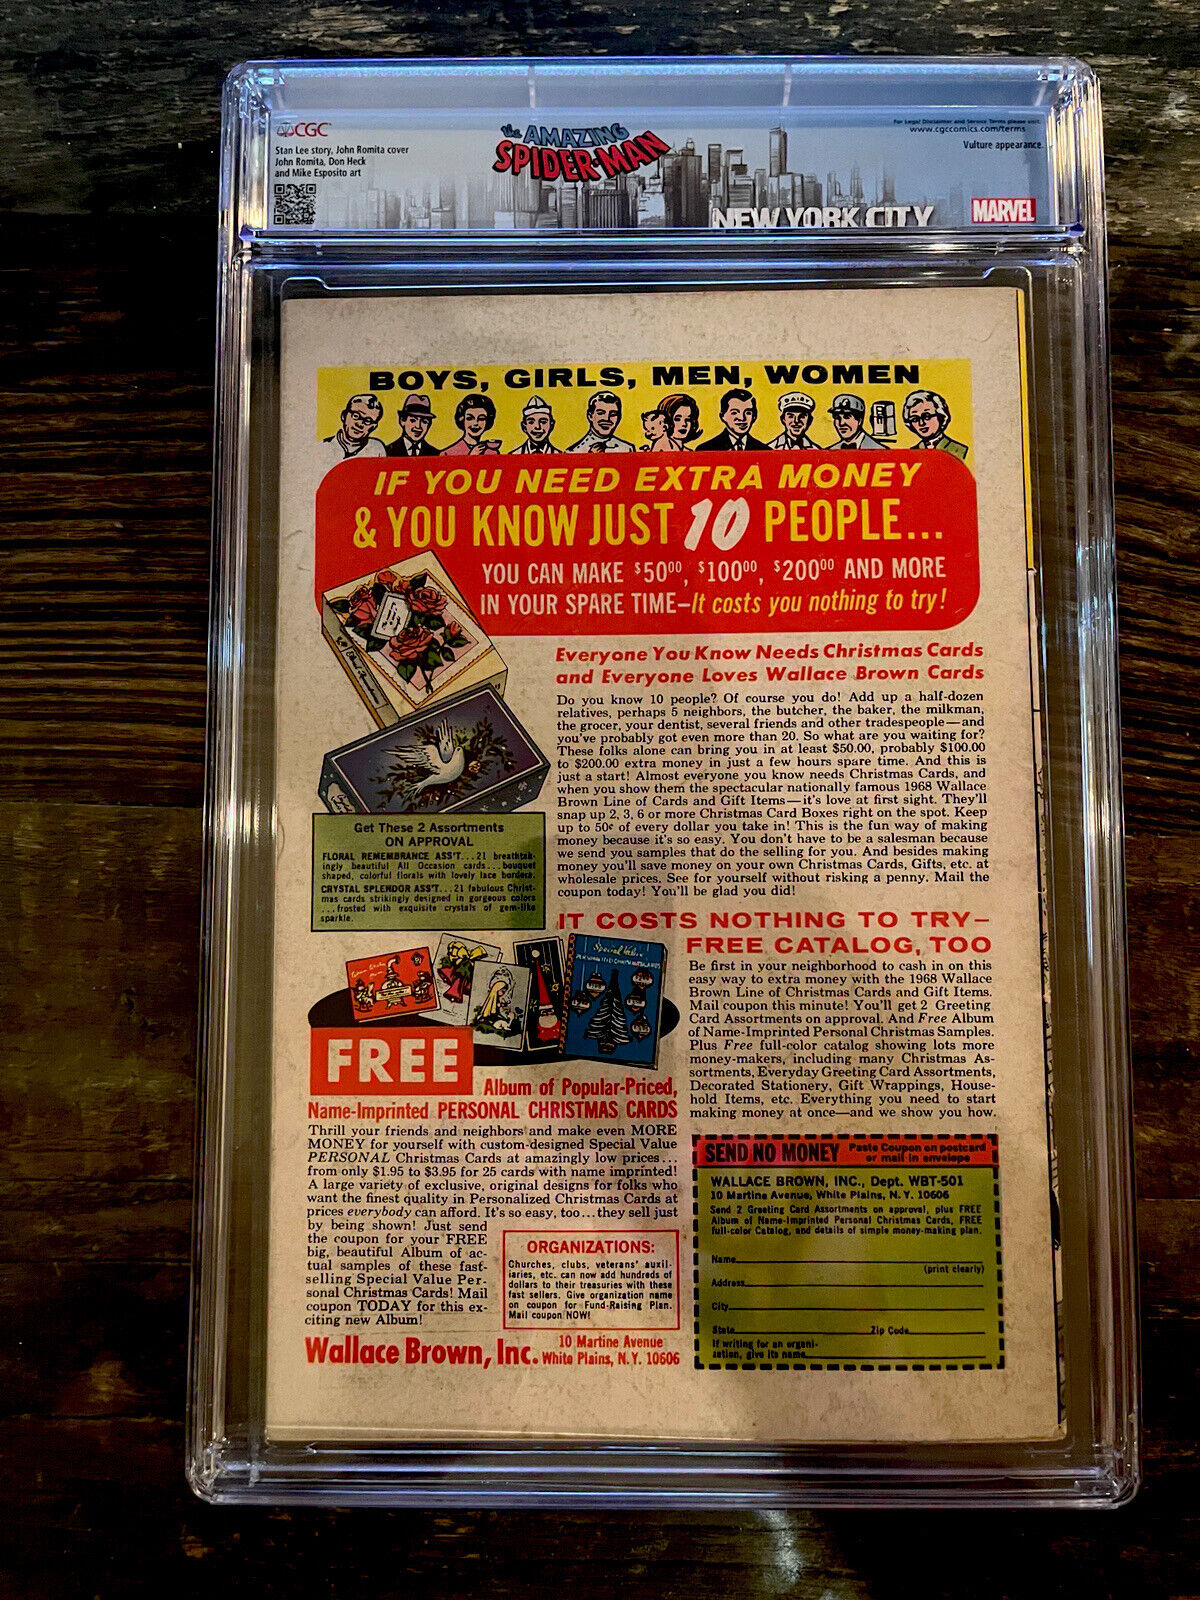 CGC
Stan Lee story, John Romita cover
John Romita, Don Heck
and Mike Esposito art
the AMAZING
SPIDER-MAN
NEW YORK CITY
For Legal Disclaimer and Service Terms please visit:
www.cgccomics.com/terms
Vulture appearance.
MARVEL
BOYS, GIRLS, MEN, WOMEN
DAIRY
IF YOU NEED EXTRA MONEY
& YOU KNOW JUST 10 PEOPLE...
YOU CAN MAKE $50⁰⁰, $100⁰⁰, $200⁰⁰ AND MORE
IN YOUR SPARE TIME—It costs you nothing to try!
Everyone You Know Needs Christmas Cards
and Everyone Loves Wallace Brown Cards
Do you know 10 people? Of course you do! Add up a half-dozen
relatives, perhaps 5 neighbors, the butcher, the baker, the milkman,
the grocer, your dentist, several friends and other tradespeople—and
you've probably got even more than 20. So what are you waiting for?
These folks alone can bring you in at least $50.00, probably $100.00
to $200.00 extra money in just a few hours spare time. And this is
just a start! Almost everyone you know needs Christmas Cards, and
when you show them the spectacular nationally famous 1968 Wallace
Brown Line of Cards and Gift Items—it's love at first sight. They'll
snap up 2, 3, 6 or more Christmas Card Boxes right on the spot. Keep
up to 50¢ of every dollar you take in! This is the fun way of making
money because it's so easy. You don't have to be a salesman because
we send you samples that do the selling for you. And besides making
money you'll save money on your own Christmas Cards, Gifts, etc. at
wholesale prices. See for yourself without risking a penny. Mail the
coupon today! You'll be glad you did!
Get These 2 Assortments
ON APPROVAL
FLORAL REMEMBRANCE ASS'T...21 breathtak-
ingly beautiful All Occasion cards...bouquet
shaped, colorful florals with lovely lace borders.
CRYSTAL SPLENDOR ASS'T...21 fabulous Christ-
mas cards strikingly designed in gorgeous colors
...frosted with exquisite crystals of gem-like
sparkle.
IT COSTS NOTHING TO TRY—
FREE CATALOG, TOO
Be first in your neighborhood to cash in on this
easy way to extra money with the 1968 Wallace
Brown Line of Christmas Cards and Gift Items.
Mail coupon this minute! You'll get 2 Greeting
Card Assortments on approval. And Free Album
of Name-Imprinted Personal Christmas Samples.
Plus Free full-color catalog showing lots more
money-makers, including many Christmas As-
sortments, Everyday Greeting Card Assortments,
Decorated Stationery, Gift Wrappings, House-
hold Items, etc. Everything you need to start
making money at once—and we show you how.
Special Value
PERSONALIZED CHRISTMAS CARDS
FREE
Album of Popular-Priced,
Name-Imprinted PERSONAL CHRISTMAS CARDS
Thrill your friends and neighbors and make even MORE
MONEY for yourself with custom-designed Special Value
PERSONAL Christmas Cards at amazingly low prices...
from only $1.95 to $3.95 for 25 cards with name imprinted!
A large variety of exclusive, original designs for folks who
want the finest quality in Personalized Christmas Cards at
prices everybody can afford. It's so easy, too...they sell just
by being shown! Just send
the coupon for your FREE
big, beautiful Album of ac-
tual samples of these fast-
selling Special Value Per-
sonal Christmas Cards! Mail
coupon TODAY for this ex-
citing new Album!
ORGANIZATIONS:
Churches, clubs, veterans' auxil-
iaries, etc. can now add hundreds of
dollars to their treasuries with these
fast sellers. Give organization name
on coupon for Fund-Raising Plan.
Mail coupon NOW!
Wallace Brown, Inc. 10 Martine Avenue
White Plains, N.Y. 10606
SEND NO MONEY Paste Coupon on postcard
or mail in envelope
WALLACE BROWN, INC., Dept. WBT-501
10 Martine Avenue, White Plains, N. Y. 10606
Send 2 Greeting Card Assortments on approval, plus FREE
Album of Name-Imprinted Personal Christmas Cards, FREE
full-color Catalog, and details of simple money-making plan.
Name
(print clearly)
Address
City
State Zip Code
If writing for an organi-
zation, give its name